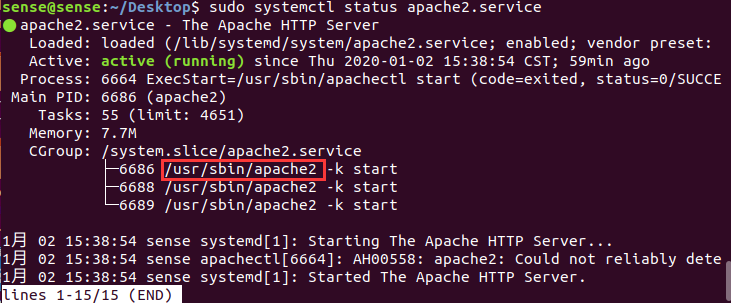 sense@sense:~/Desktop$ sudo systemctl status apache2.service
●apache2.service - The Apache HTTP Server
Loaded: loaded (/lib/systemd/system/apache2.service; enabled; vendor preset:
Active: active (running) since Thu 2020-01-02 15:38:54 CST; 59min ago
Process: 6664 ExecStart=/usr/sbin/apachectl start (code=exited, status=0/SUCCE
Main PID: 6686 (apache2)
Tasks: 55 (limit: 4651)
Memory: 7.7M
CGroup: /system.slice/apache2.service
├─6686 /usr/sbin/apache2 -k start
├─6688 /usr/sbin/apache2 -k start
└─6689 /usr/sbin/apache2 -k start
1月 02 15:38:54 sense systemd[1]: Starting The Apache HTTP Server...
1月 02 15:38:54 sense apachectl[6664]: AH00558: apache2: Could not reliably dete
1月 02 15:38:54 sense systemd[1]: Started The Apache HTTP Server.
lines 1-15/15 (END)